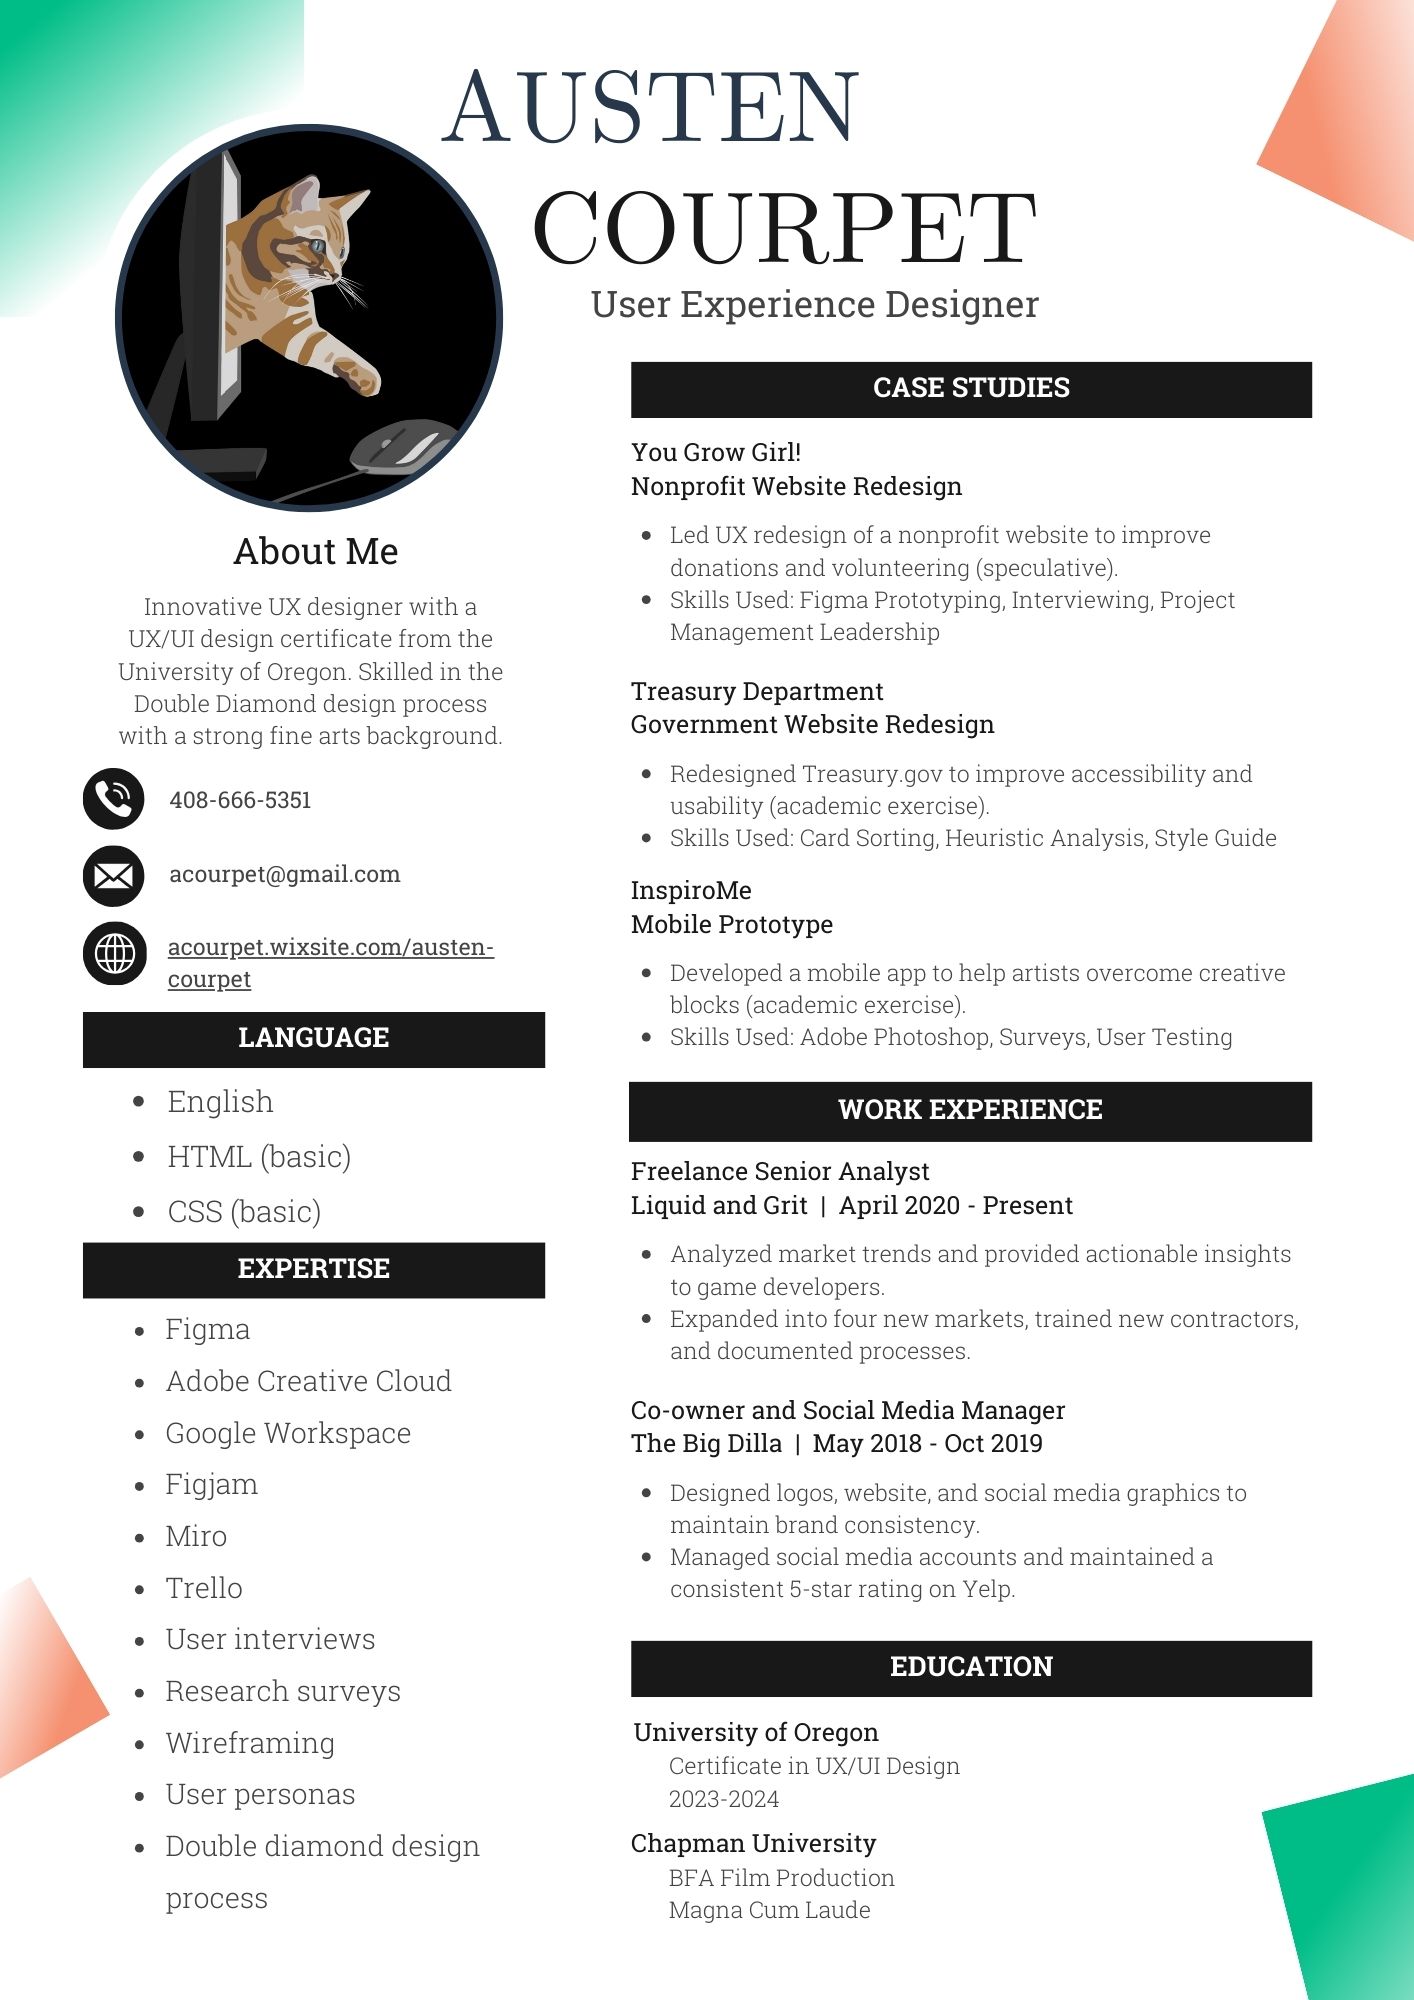 AUSTEN
COURPET
User Experience Designer
About Me
Innovative UX designer with a
UX/UI design certificate from the
University of Oregon. Skilled in the
Double Diamond design process
with a strong fine arts background.
408-666-5351
acourpet@gmail.com
acourpet.wixsite.com/austen-
courpet
LANGUAGE
• English
• HTML (basic)
• CSS (basic)
EXPERTISE
• Figma
• Adobe Creative Cloud
• Google Workspace
• Figjam
• Miro
• Trello
• User interviews
• Research surveys
• Wireframing
• User personas
• Double diamond design
process
CASE STUDIES
You Grow Girl!
Nonprofit Website Redesign
• Led UX redesign of a nonprofit website to improve
donations and volunteering (speculative).
• Skills Used: Figma Prototyping, Interviewing, Project
Management Leadership
Treasury Department
Government Website Redesign
• Redesigned Treasury.gov to improve accessibility and
usability (academic exercise).
• Skills Used: Card Sorting, Heuristic Analysis, Style Guide
InspiroMe
Mobile Prototype
• Developed a mobile app to help artists overcome creative
blocks (academic exercise).
• Skills Used: Adobe Photoshop, Surveys, User Testing
WORK EXPERIENCE
Freelance Senior Analyst
Liquid and Grit | April 2020 - Present
• Analyzed market trends and provided actionable insights
to game developers.
• Expanded into four new markets, trained new contractors,
and documented processes.
Co-owner and Social Media Manager
The Big Dilla | May 2018 - Oct 2019
• Designed logos, website, and social media graphics to
maintain brand consistency.
• Managed social media accounts and maintained a
consistent 5-star rating on Yelp.
EDUCATION
University of Oregon
Certificate in UX/UI Design
2023-2024
Chapman University
BFA Film Production
Magna Cum Laude